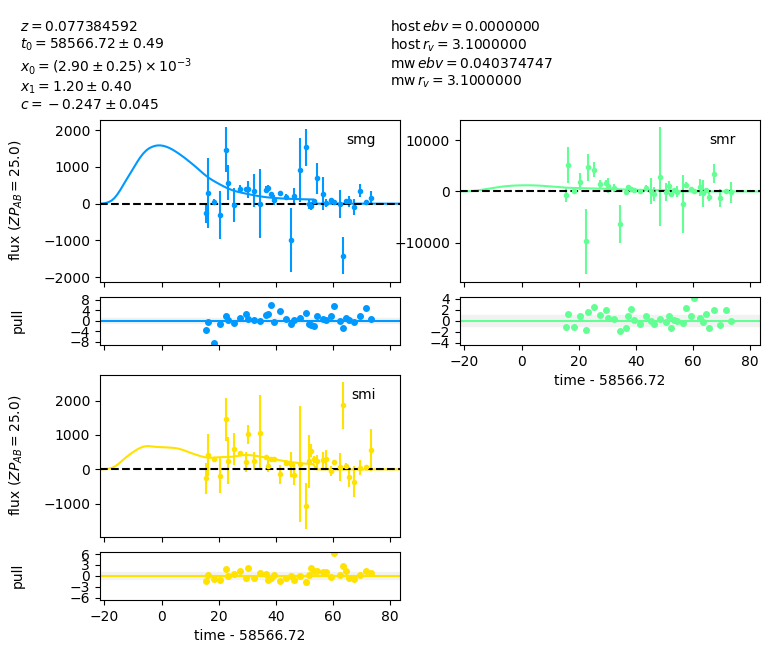 z = 0.077384592
t₀ = 58566.72 ± 0.49
x₀ = (2.90 ± 0.25) × 10⁻³
x₁ = 1.20 ± 0.40
c = −0.247 ± 0.045
host ebv = 0.0000000
host r_v = 3.1000000
mw ebv = 0.040374747
mw r_v = 3.1000000
smg
flux (ZP_AB = 25.0)
2000
1000
0
−1000
−2000
smr
10000
0
−10000
pull
8
4
0
−4
−8
4
2
0
−2
−4
−20
0
20
40
60
80
time - 58566.72
smi
flux (ZP_AB = 25.0)
2000
1000
0
−1000
pull
6
3
0
−3
−6
−20
0
20
40
60
80
time - 58566.72